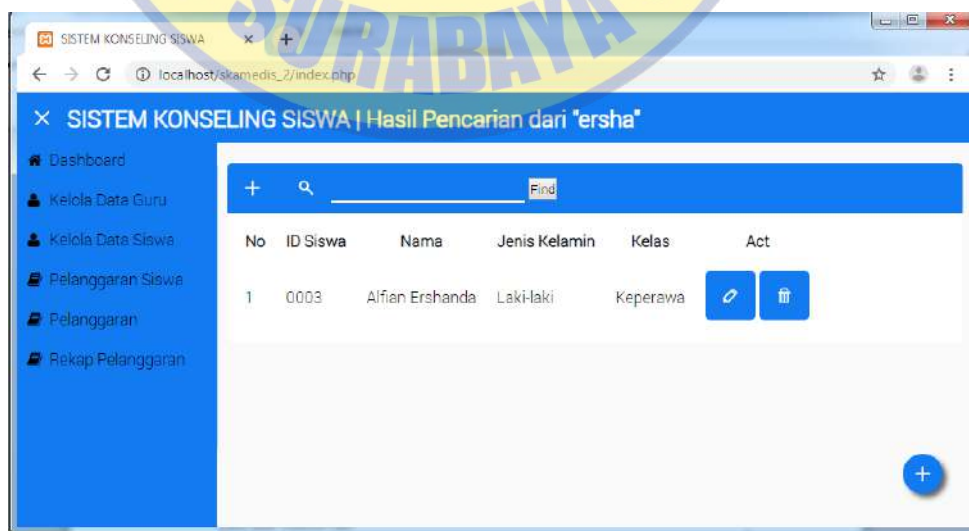 SURABAYA
SISTEM KONSELING SISWA
localhost/skamedis_2/index.php
SISTEM KONSELING SISWA | Hasil Pencarian dari "ersha"
Dashboard
Kelola Data Guru
Kelola Data Siswa
Pelanggaran Siswa
Pelanggaran
Rekap Pelanggaran
Find
No ID Siswa Nama Jenis Kelamin Kelas Act
1 0003 Alfian Ershanda Laki-laki Keperawa